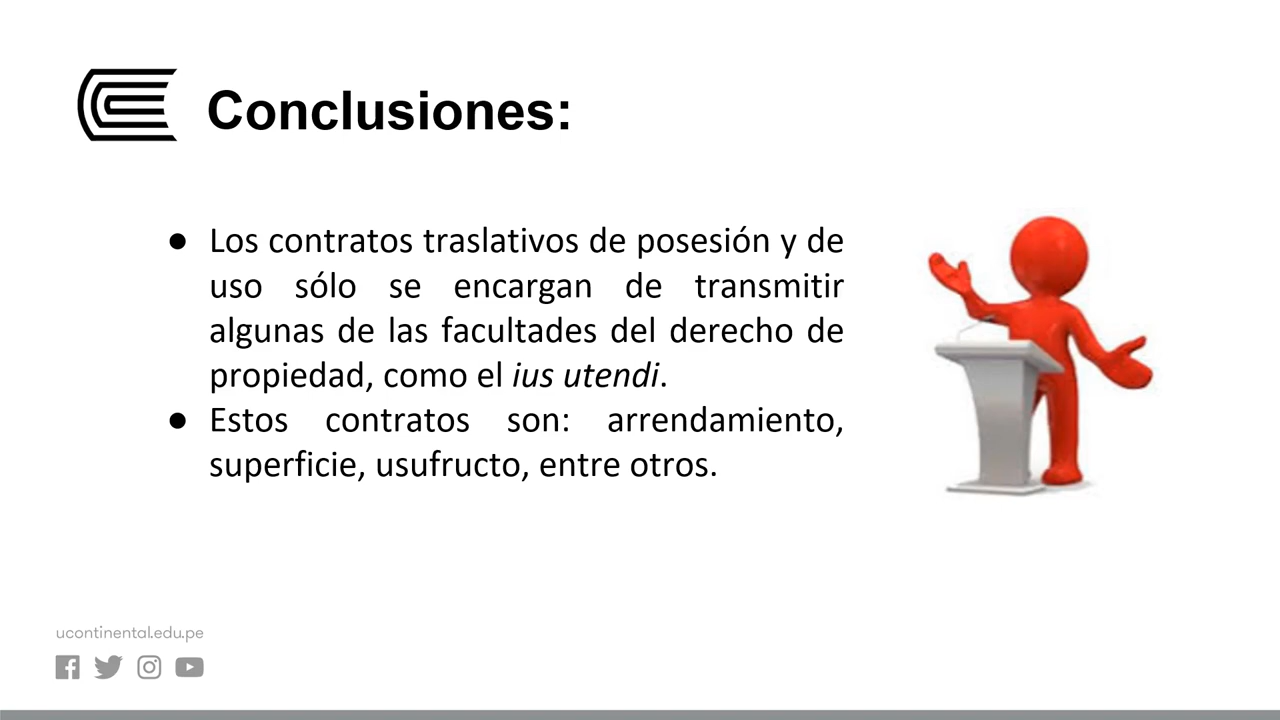 Conclusiones:
● Los contratos traslativos de posesión y de
uso sólo se encargan de transmitir
algunas de las facultades del derecho de
propiedad, como el ius utendi.
● Estos contratos son: arrendamiento,
superficie, usufructo, entre otros.
ucontinental.edu.pe